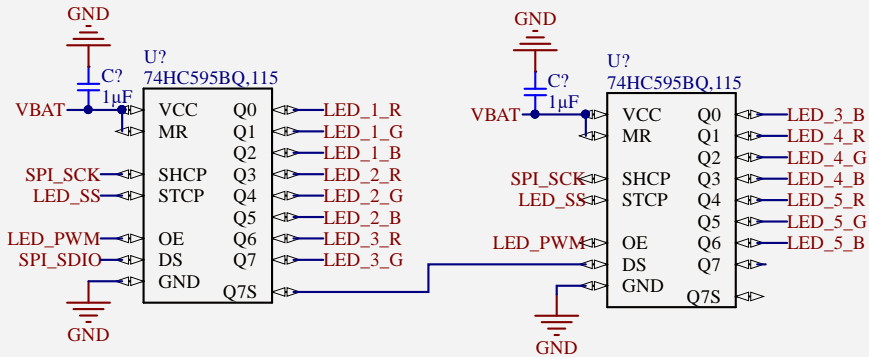 GND
U?
74HC595BQ,115
C?
1µF
VBAT
VCC
MR
SHCP
STCP
OE
DS
GND
Q0
Q1
Q2
Q3
Q4
Q5
Q6
Q7
Q7S
SPI_SCK
LED_SS
LED_PWM
SPI_SDIO
GND
LED_1_R
LED_1_G
LED_1_B
LED_2_R
LED_2_G
LED_2_B
LED_3_R
LED_3_G
GND
U?
74HC595BQ,115
C?
1µF
VBAT
VCC
MR
SHCP
STCP
OE
DS
GND
Q0
Q1
Q2
Q3
Q4
Q5
Q6
Q7
Q7S
SPI_SCK
LED_SS
LED_PWM
GND
LED_3_B
LED_4_R
LED_4_G
LED_4_B
LED_5_R
LED_5_G
LED_5_B